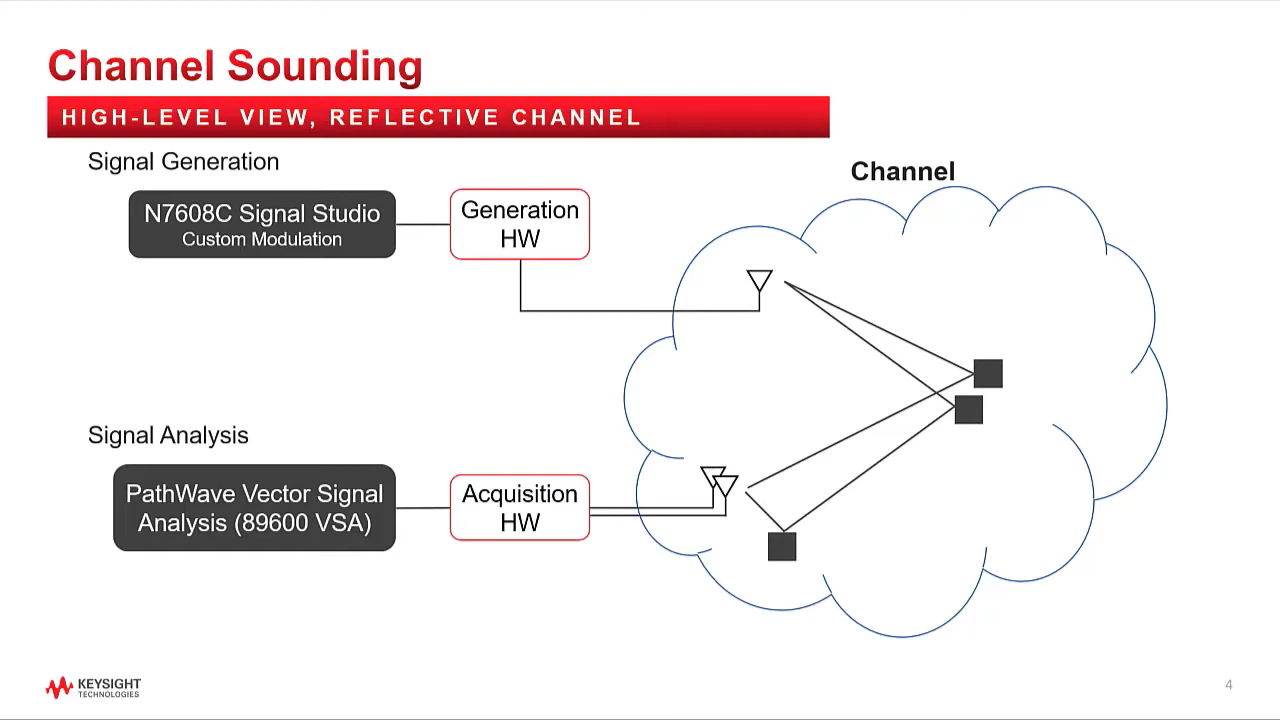 Channel Sounding
HIGH-LEVEL VIEW, REFLECTIVE CHANNEL
Signal Generation
N7608C Signal Studio
Custom Modulation
Generation
HW
Channel
Signal Analysis
PathWave Vector Signal
Analysis (89600 VSA)
Acquisition
HW
KEYSIGHT
TECHNOLOGIES
4